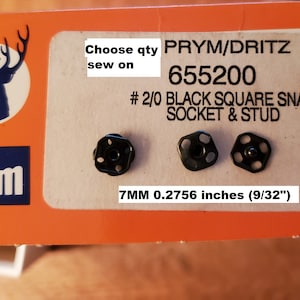 Choose qty
sew on
PRYM/DRITZ
655200
# 2/0 BLACK SQUARE SNA
SOCKET & STUD
m
7MM 0.2756 inches (9/32")